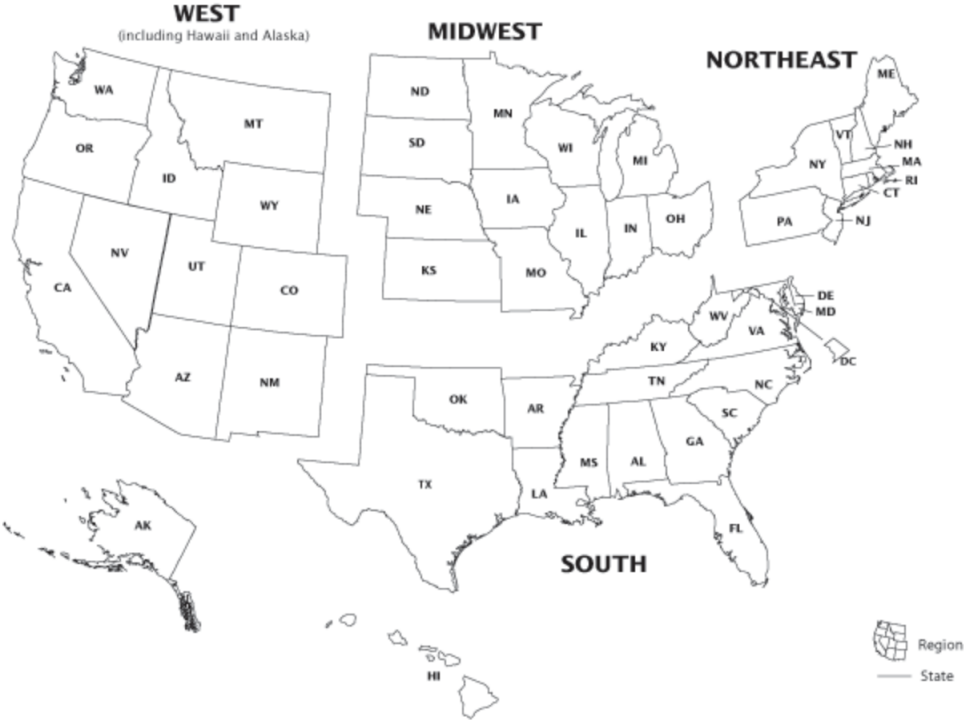 WEST
(including Hawaii and Alaska)
MIDWEST
NORTHEAST
WA
MT
OR
ID
WY
NV
UT
CA
CO
AZ
NM
AK
HI
ND
MN
SD
WI
MI
NE
IA
IL
IN
OH
KS
MO
ME
VT
NH
NY
MA
RI
CT
PA
NJ
DE
MD
WV
VA
DC
KY
TN
NC
OK
AR
SC
MS
AL
GA
TX
LA
FL
SOUTH
Region
State